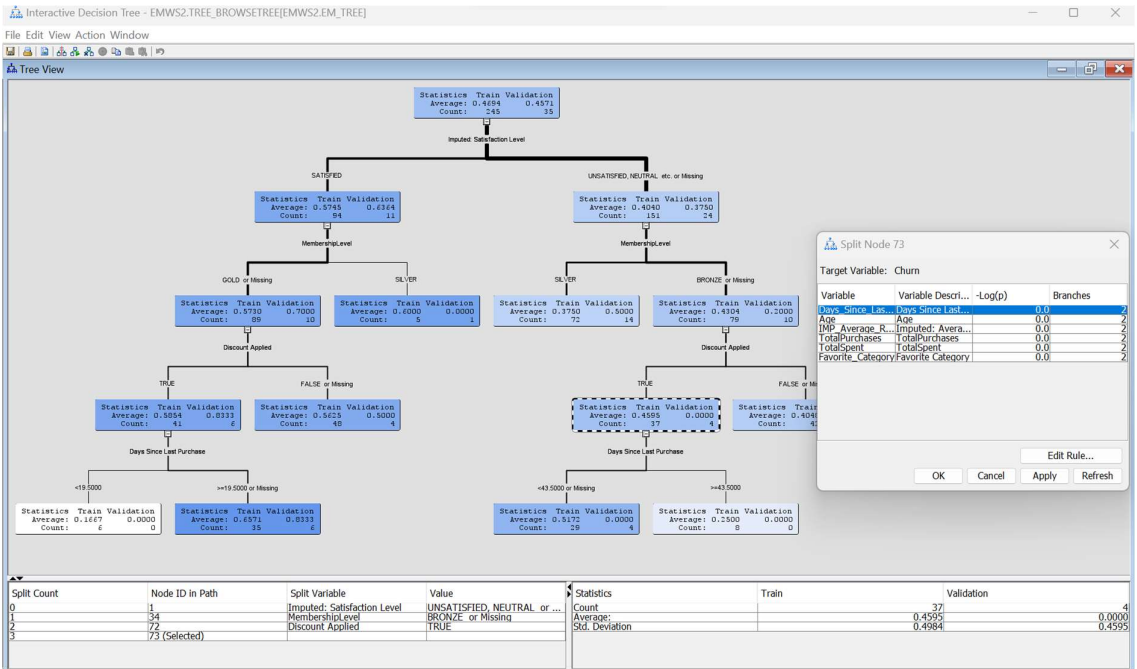 Interactive Decision Tree - EMWS2.TREE_BROWSETREE[EMWS2.EM_TREE]
File Edit View Action Window
Tree View
Statistics Train Validation
Average: 0.4694 0.4571
Count: 245 35
Imputed: Satisfaction Level
SATISFIED
UNSATISFIED, NEUTRAL etc. or Missing
Statistics Train Validation
Average: 0.5745 0.6364
Count: 94 11
Statistics Train Validation
Average: 0.4040 0.3750
Count: 151 24
MembershipLevel
MembershipLevel
GOLD or Missing
SILVER
SILVER
BRONZE or Missing
Statistics Train Validation
Average: 0.5730 0.7000
Count: 89 10
Statistics Train Validation
Average: 0.6000 0.0000
Count: 5 1
Statistics Train Validation
Average: 0.3750 0.5000
Count: 72 14
Statistics Train Validation
Average: 0.4304 0.2000
Count: 79 10
Discount Applied
Discount Applied
TRUE
FALSE or Missing
TRUE
FALSE or
Statistics Train Validation
Average: 0.5854 0.8333
Count: 41 6
Statistics Train Validation
Average: 0.5625 0.5000
Count: 48 4
Statistics Train Validation
Average: 0.4595 0.0000
Count: 37 4
Statistics Train
Average: 0.404
Count: 4
Days Since Last Purchase
Days Since Last Purchase
<19.5000
>=19.5000 or Missing
<43.5000 or Missing
>=43.5000
Statistics Train Validation
Average: 0.1667 0.0000
Count: 6 0
Statistics Train Validation
Average: 0.6571 0.8333
Count: 35 6
Statistics Train Validation
Average: 0.5172 0.0000
Count: 29 4
Statistics Train Validation
Average: 0.2500 0.0000
Count: 8 0
Split Node 73
Target Variable: Churn
Variable Variable Descri... -Log(p) Branches
Days_Since_Las... Days Since Last... 0.0 2
Age Age 0.0 2
IMP_Average_R... Imputed: Avera... 0.0 2
TotalPurchases TotalPurchases 0.0 2
TotalSpent TotalSpent 0.0 2
Favorite_Category Favorite Category 0.0 2
Edit Rule...
OK Cancel Apply Refresh
Split Count Node ID in Path Split Variable Value
0 1 Imputed: Satisfaction Level UNSATISFIED, NEUTRAL or ...
1 34 MembershipLevel BRONZE or Missing
2 72 Discount Applied TRUE
3 73 (Selected)
Statistics Train Validation
Count 37 4
Average: 0.4595 0.0000
Std. Deviation 0.4984 0.4595